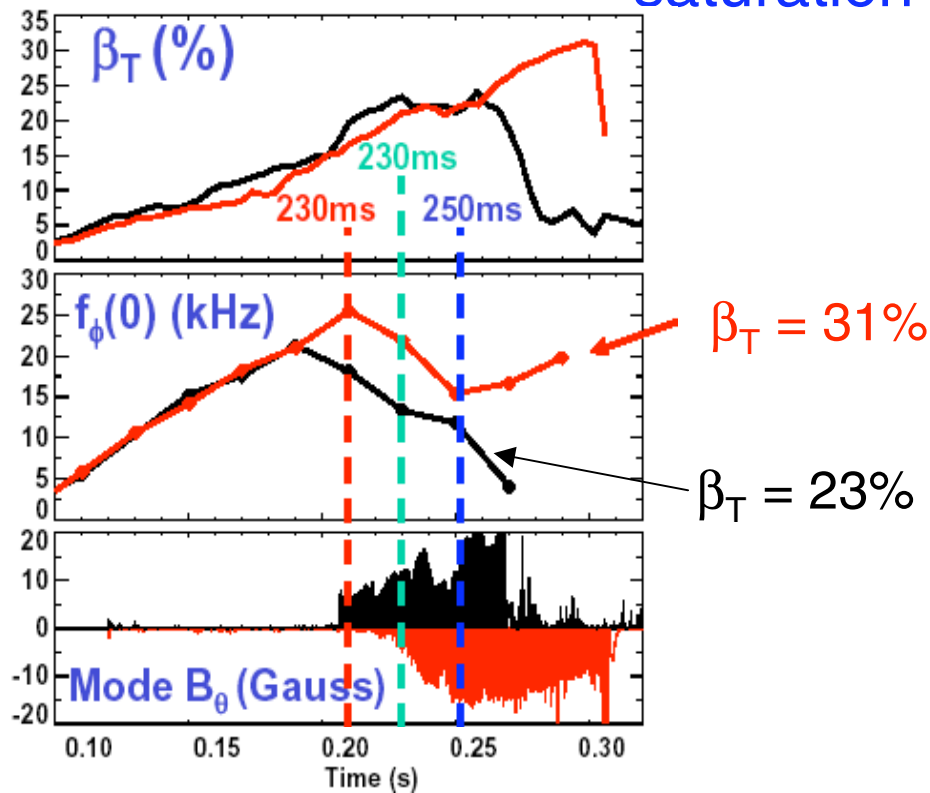 saturation
35
30
25
20
15
10
5
0
β_T (%)
230ms
230ms
250ms
30
25
20
15
10
5
0
f_ϕ(0) (kHz)
β_T = 31%
β_T = 23%
20
10
0
-10
-20
Mode B_θ (Gauss)
0.10 0.15 0.20 0.25 0.30
Time (s)